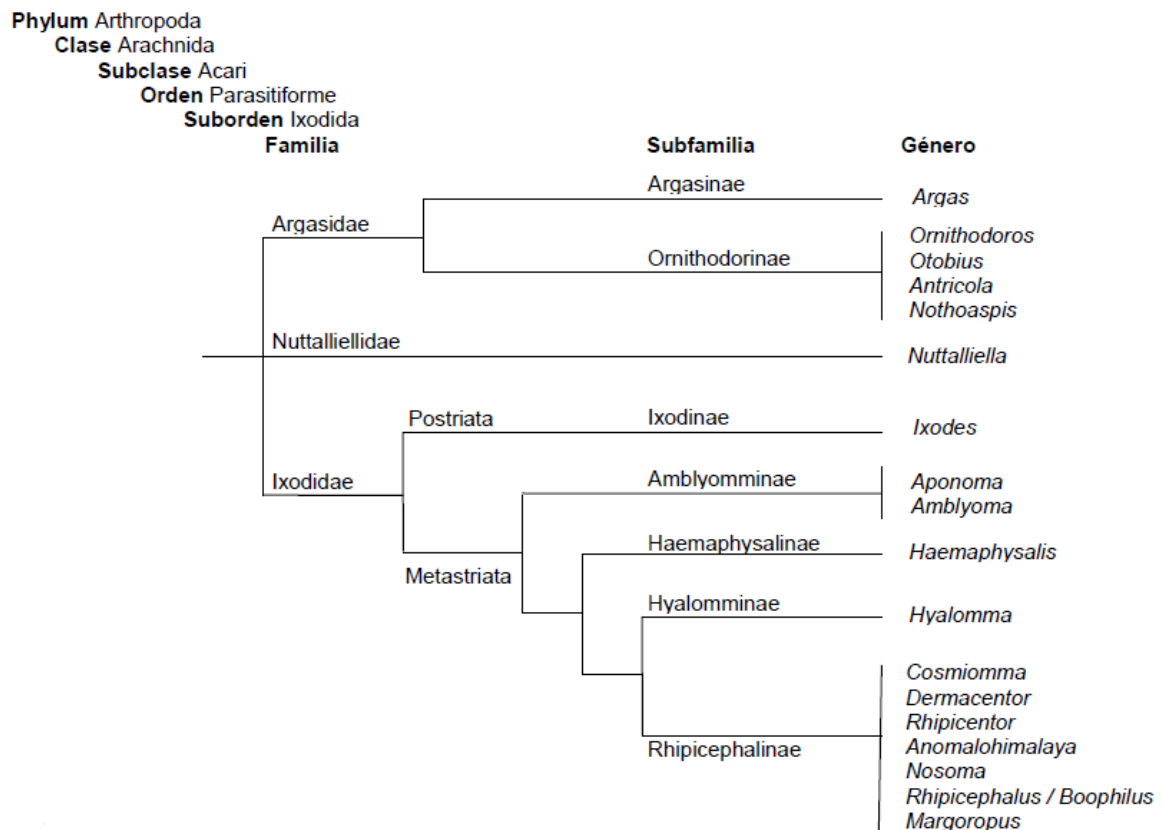 Phylum Arthropoda
Clase Arachnida
Subclase Acari
Orden Parasitiforme
Suborden Ixodida
Familia Subfamilia Género
Argasinae
Argas
Argasidae
Ornithodorinae
Ornithodoros
Otobius
Antricola
Nothoaspis
Nuttalliellidae
Nuttalliella
Postriata
Ixodinae
Ixodes
Ixodidae
Amblyomminae
Aponoma
Amblyoma
Metastriata
Haemaphysalinae
Haemaphysalis
Hyalomminae
Hyalomma
Rhipicephalinae
Cosmiomma
Dermacentor
Rhipicentor
Anomalohimalaya
Nosoma
Rhipicephalus / Boophilus
Margoropus